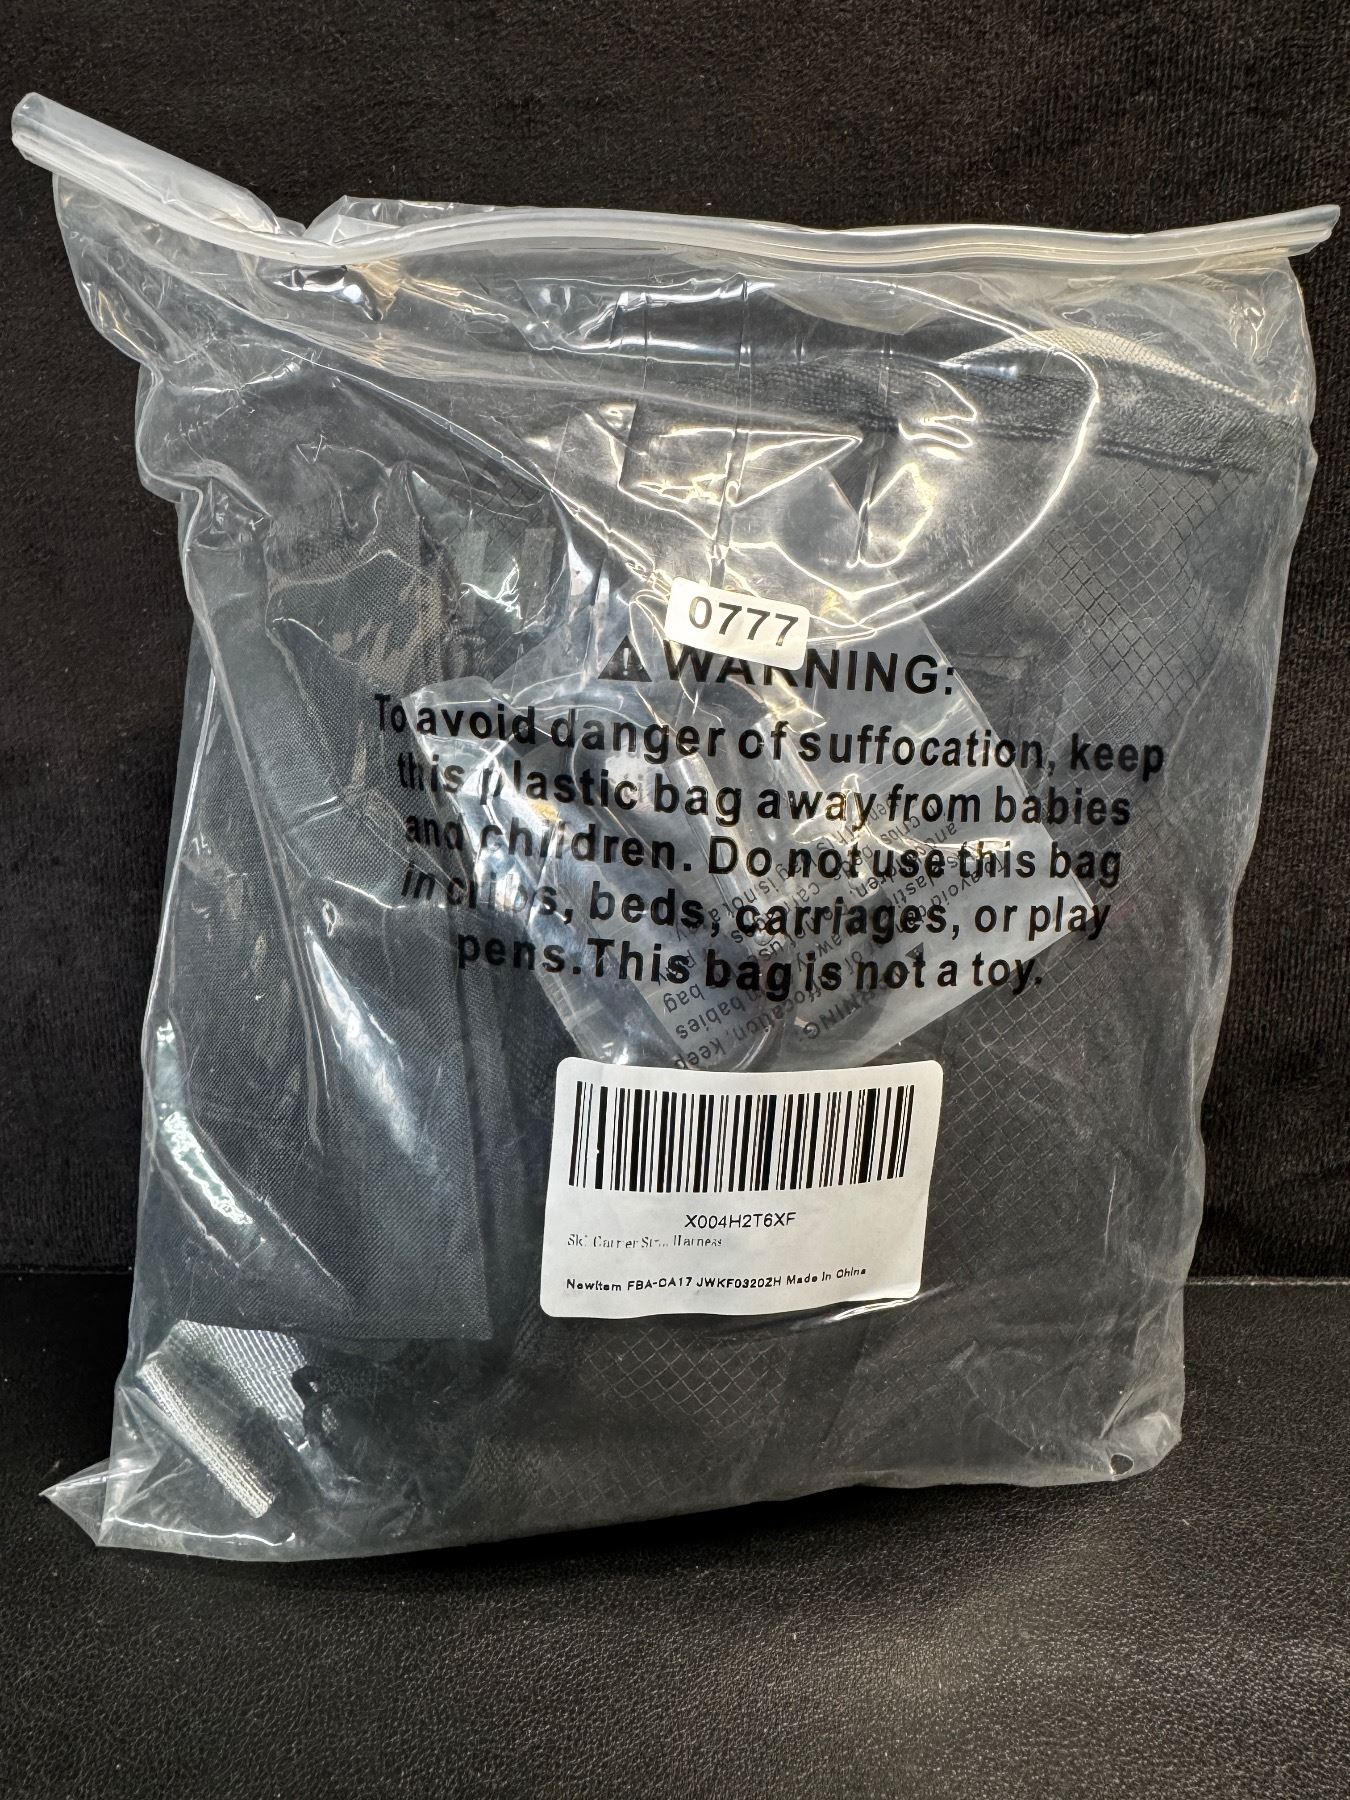 0777
WARNING:
To avoid danger of suffocation, keep
this plastic bag away from babies
and children. Do not use this bag
in cribs, beds, carriages, or play
pens. This bag is not a toy.
X004H2T6XF
Ski Carrier Harness
NewItem FBA-CA17 JWKF0320ZH Made In China